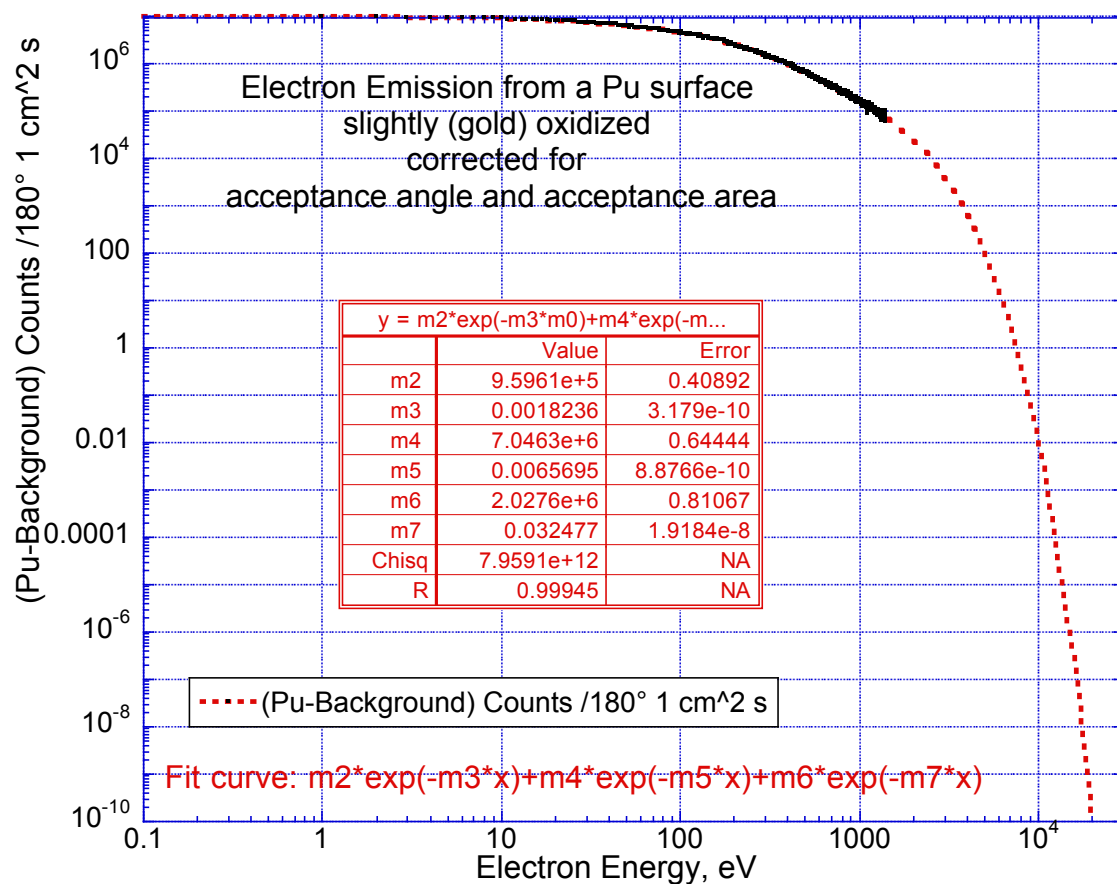 (Pu-Background) Counts /180° 1 cm^2 s
10^6
10^4
100
1
0.01
0.0001
10^-6
10^-8
10^-10
Electron Emission from a Pu surface
slightly (gold) oxidized
corrected for
acceptance angle and acceptance area
y = m2*exp(-m3*m0)+m4*exp(-m...
Value Error
m2 9.5961e+5 0.40892
m3 0.0018236 3.179e-10
m4 7.0463e+6 0.64444
m5 0.0065695 8.8766e-10
m6 2.0276e+6 0.81067
m7 0.032477 1.9184e-8
Chisq 7.9591e+12 NA
R 0.99945 NA
(Pu-Background) Counts /180° 1 cm^2 s
Fit curve: m2*exp(-m3*x)+m4*exp(-m5*x)+m6*exp(-m7*x)
0.1 1 10 100 1000 10^4
Electron Energy, eV